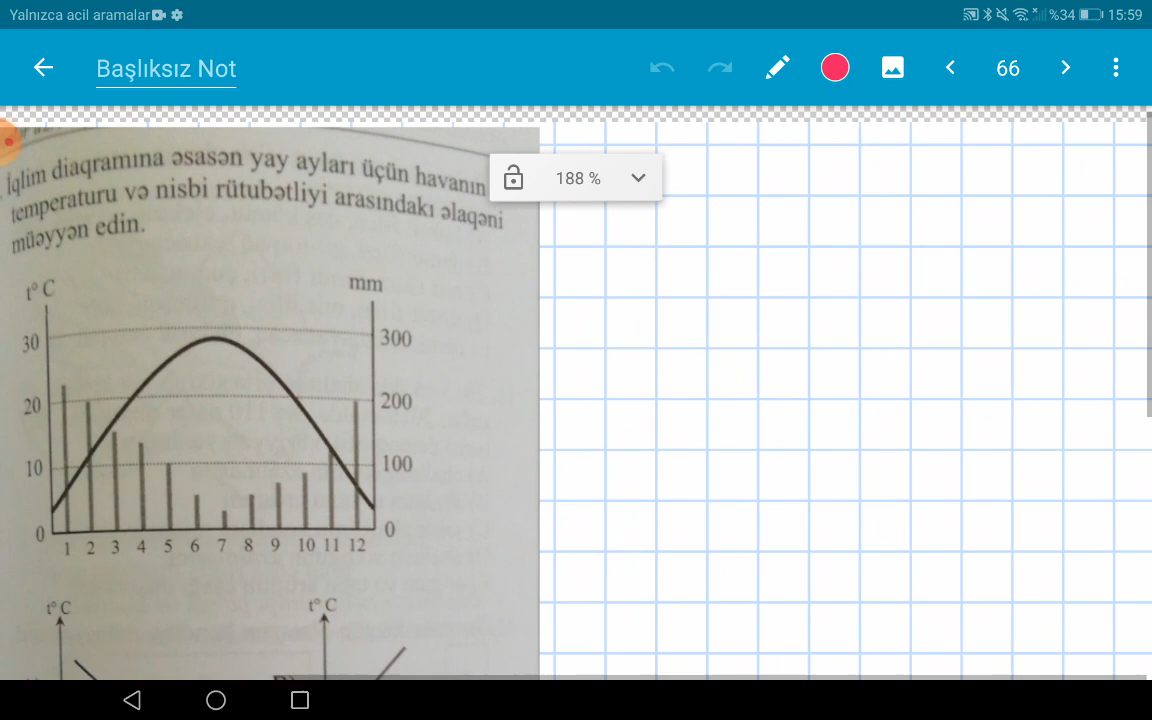 Yalnızca acil aramalar
%34 15:59
Başlıksız Not
66
188 %
İqlim diaqramına əsasən yay ayları üçün havanın
temperaturu və nisbi rütubətliyi arasındakı əlaqəni
müəyyən edin.
t° C mm
30 300
20 200
10 100
0 0
1 2 3 4 5 6 7 8 9 10 11 12
t° C t° C